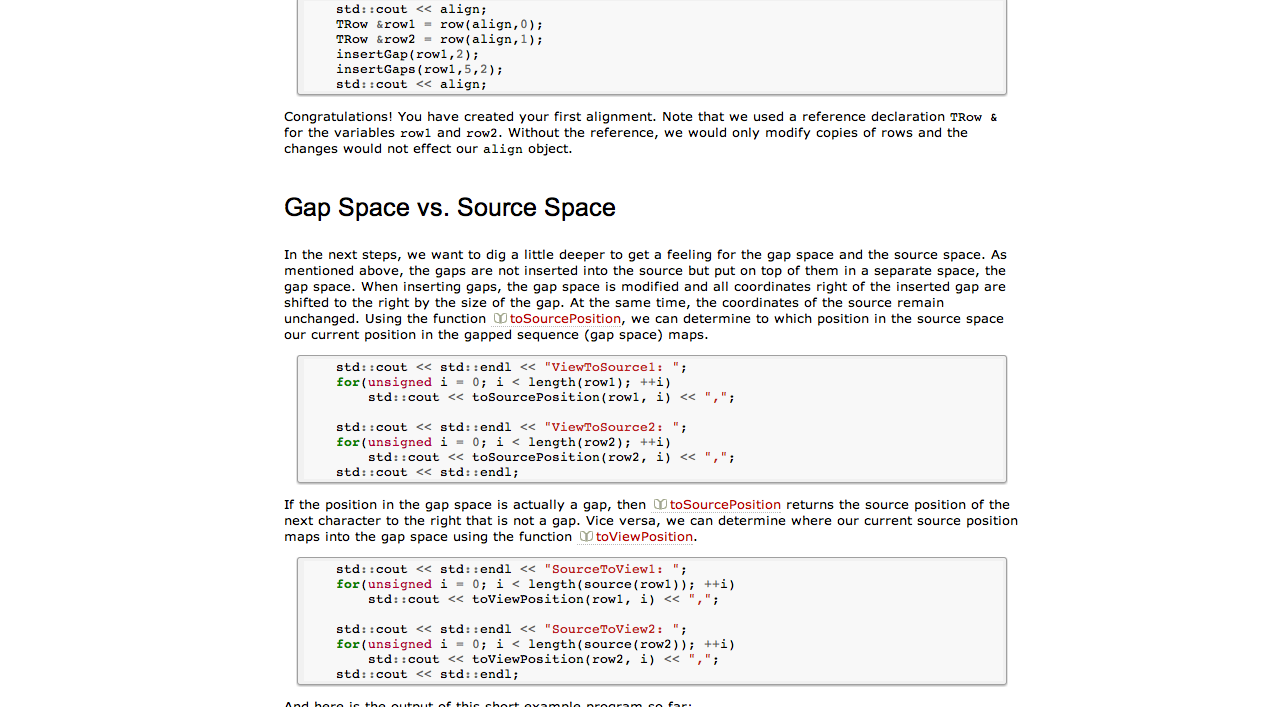 std::cout << align;
TRow &row1 = row(align,0);
TRow &row2 = row(align,1);
insertGap(row1,2);
insertGaps(row1,5,2);
std::cout << align;
Congratulations! You have created your first alignment. Note that we used a reference declaration TRow &
for the variables row1 and row2. Without the reference, we would only modify copies of rows and the
changes would not effect our align object.
Gap Space vs. Source Space
In the next steps, we want to dig a little deeper to get a feeling for the gap space and the source space. As
mentioned above, the gaps are not inserted into the source but put on top of them in a separate space, the
gap space. When inserting gaps, the gap space is modified and all coordinates right of the inserted gap are
shifted to the right by the size of the gap. At the same time, the coordinates of the source remain
unchanged. Using the function toSourcePosition, we can determine to which position in the source space
our current position in the gapped sequence (gap space) maps.
std::cout << std::endl << "ViewToSource1: ";
for(unsigned i = 0; i < length(row1); ++i)
    std::cout << toSourcePosition(row1, i) << ",";
std::cout << std::endl << "ViewToSource2: ";
for(unsigned i = 0; i < length(row2); ++i)
    std::cout << toSourcePosition(row2, i) << ",";
std::cout << std::endl;
If the position in the gap space is actually a gap, then toSourcePosition returns the source position of the
next character to the right that is not a gap. Vice versa, we can determine where our current source position
maps into the gap space using the function toViewPosition.
std::cout << std::endl << "SourceToView1: ";
for(unsigned i = 0; i < length(source(row1)); ++i)
    std::cout << toViewPosition(row1, i) << ",";
std::cout << std::endl << "SourceToView2: ";
for(unsigned i = 0; i < length(source(row2)); ++i)
    std::cout << toViewPosition(row2, i) << ",";
std::cout << std::endl;
And here is the output of this short example program so far: